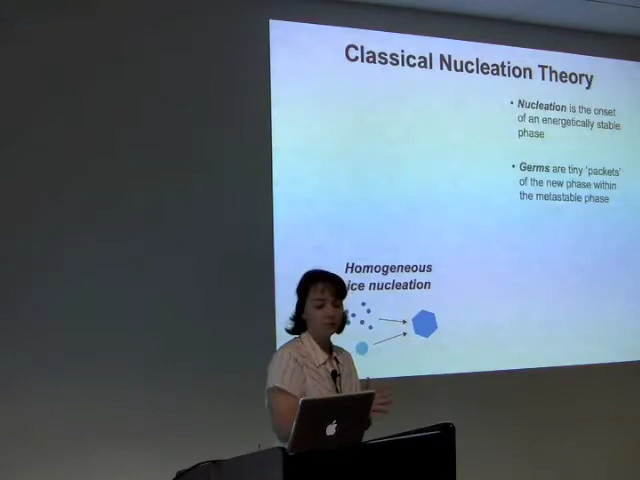 Classical Nucleation Theory
• Nucleation is the onset
of an energetically stable
phase
• Germs are tiny 'packets'
of the new phase within
the metastable phase
Homogeneous
ice nucleation